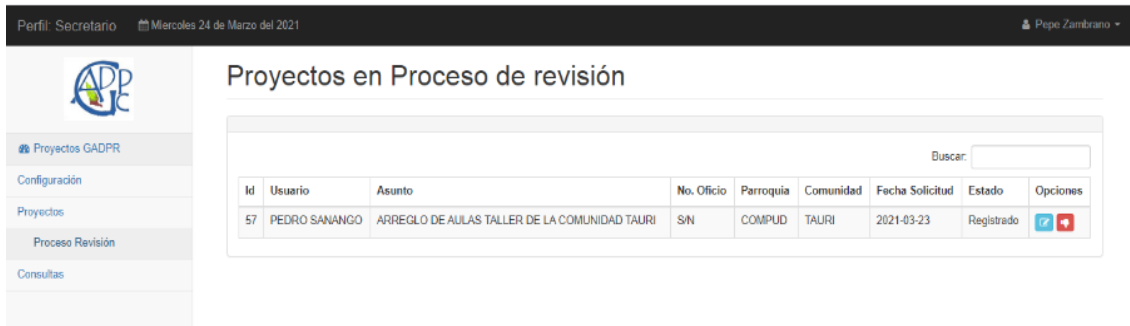 Perfil: Secretario Miercoles 24 de Marzo del 2021 Pepe Zambrano
Proyectos en Proceso de revisión
Proyectos GADPR
Configuración
Proyectos
Proceso Revisión
Consultas
Buscar:
Id Usuario Asunto No. Oficio Parroquia Comunidad Fecha Solicitud Estado Opciones
57 PEDRO SANANGO ARREGLO DE AULAS TALLER DE LA COMUNIDAD TAURI S/N COMPUD TAURI 2021-03-23 Registrado